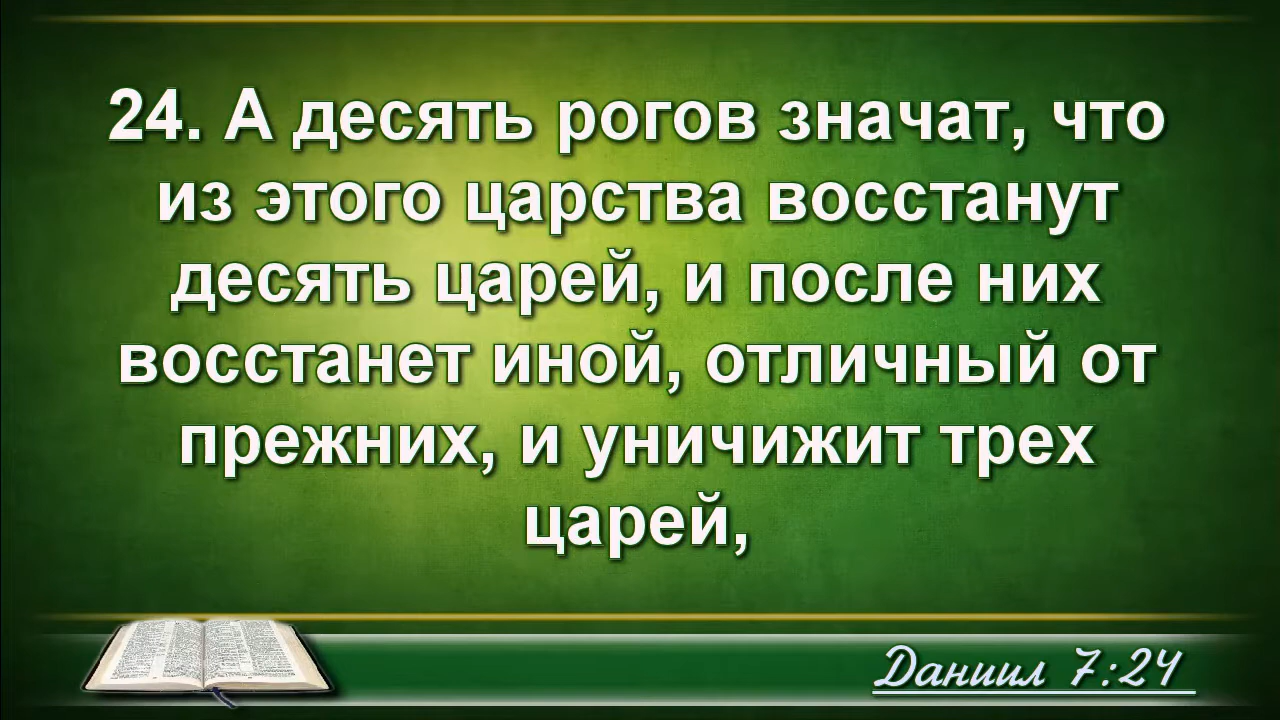 24. А десять рогов значат, что
из этого царства восстанут
десять царей, и после них
восстанет иной, отличный от
прежних, и уничижит трех
царей,
Даниил 7:24